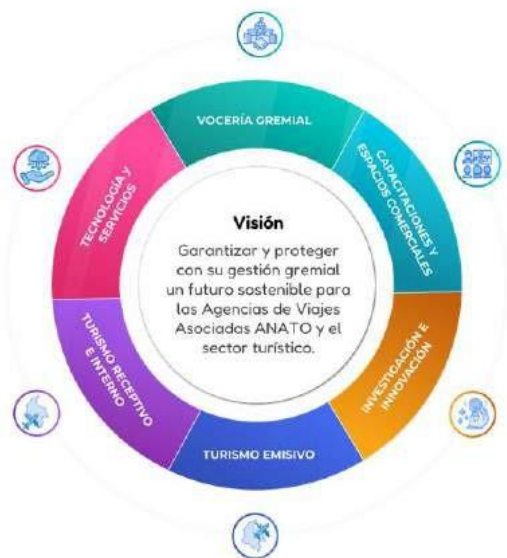 VOCERÍA GREMIAL
CAPACITACIONES Y
ESPACIOS COMERCIALES
INVESTIGACIÓN E
INNOVACIÓN
TURISMO EMISIVO
TURISMO RECEPTIVO
E INTERNO
TECNOLOGÍA Y
SERVICIOS
Visión
Garantizar y proteger
con su gestión gremial
un futuro sostenible para
las Agencias de Viajes
Asociadas ANATO y el
sector turístico.